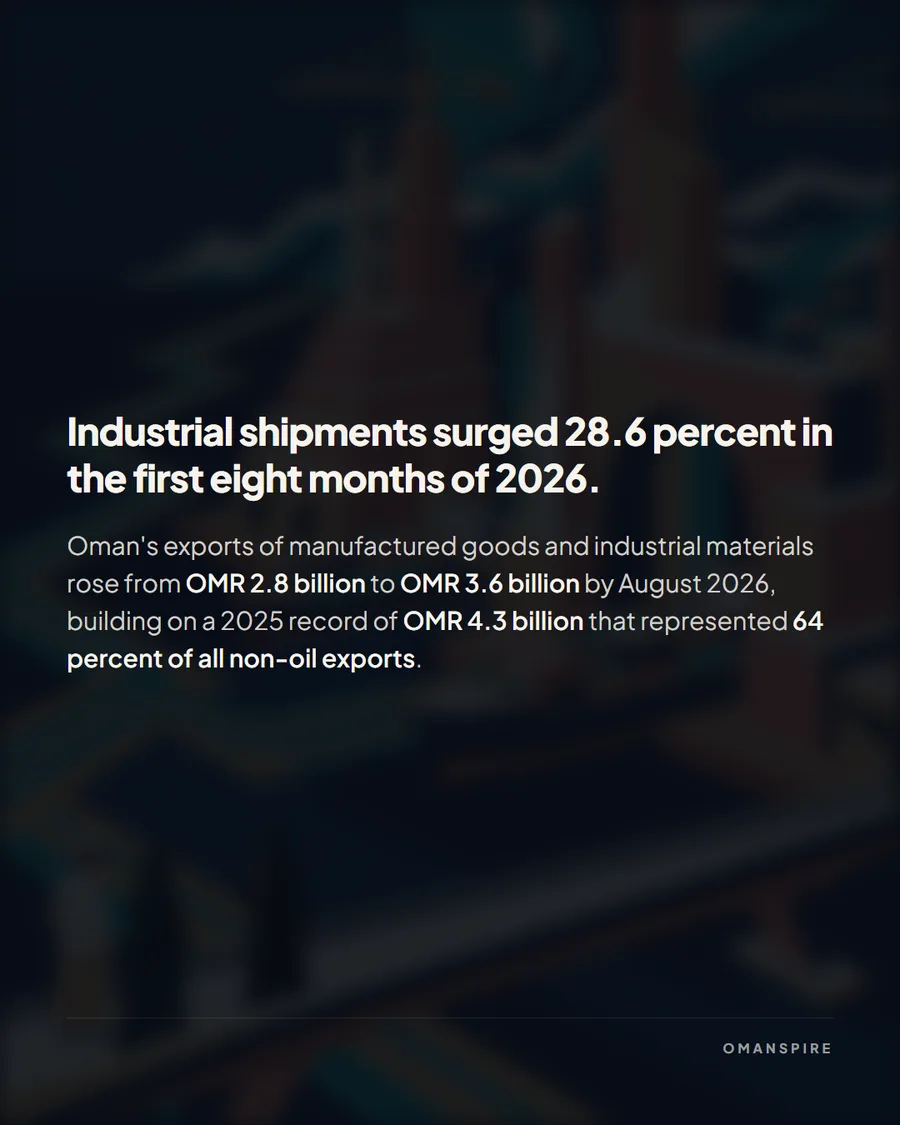 Industrial shipments surged 28.6 percent in
the first eight months of 2026.
Oman's exports of manufactured goods and industrial materials
rose from OMR 2.8 billion to OMR 3.6 billion by August 2026,
building on a 2025 record of OMR 4.3 billion that represented 64
percent of all non-oil exports.
OMANSPIRE